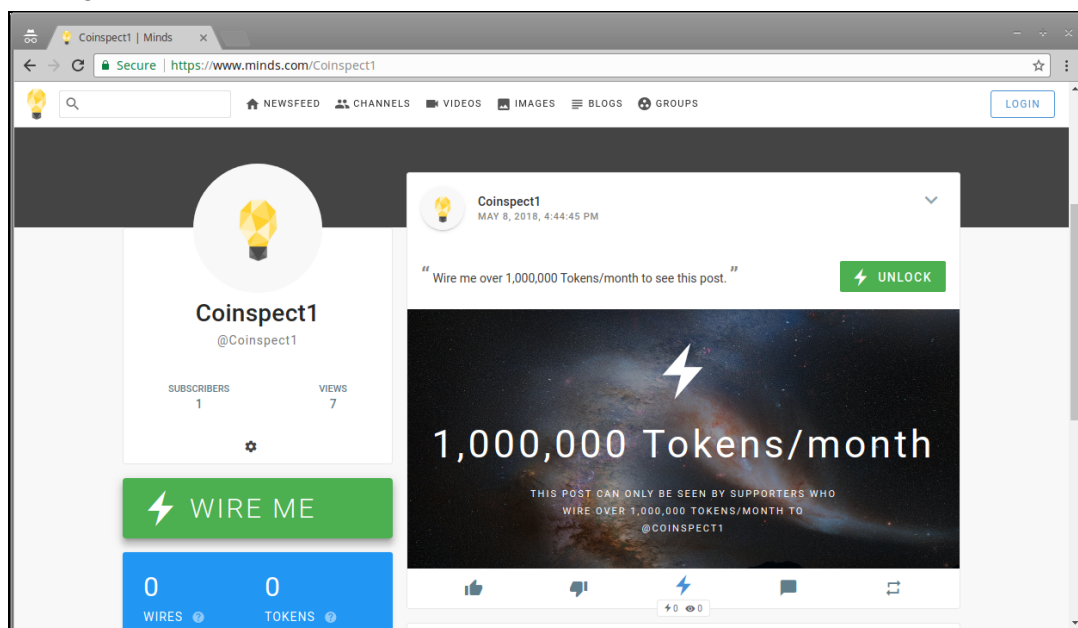 Coinspect1 | Minds
Secure | https://www.minds.com/Coinspect1
NEWSFEED CHANNELS VIDEOS IMAGES BLOGS GROUPS
LOGIN
Coinspect1
@Coinspect1
SUBSCRIBERS VIEWS
1 7
WIRE ME
0 0
WIRES TOKENS
Coinspect1
MAY 8, 2018, 4:44:45 PM
“ Wire me over 1,000,000 Tokens/month to see this post. ”
UNLOCK
1,000,000 Tokens/month
THIS POST CAN ONLY BE SEEN BY SUPPORTERS WHO
WIRE OVER 1,000,000 TOKENS/MONTH TO
@COINSPECT1
0 0